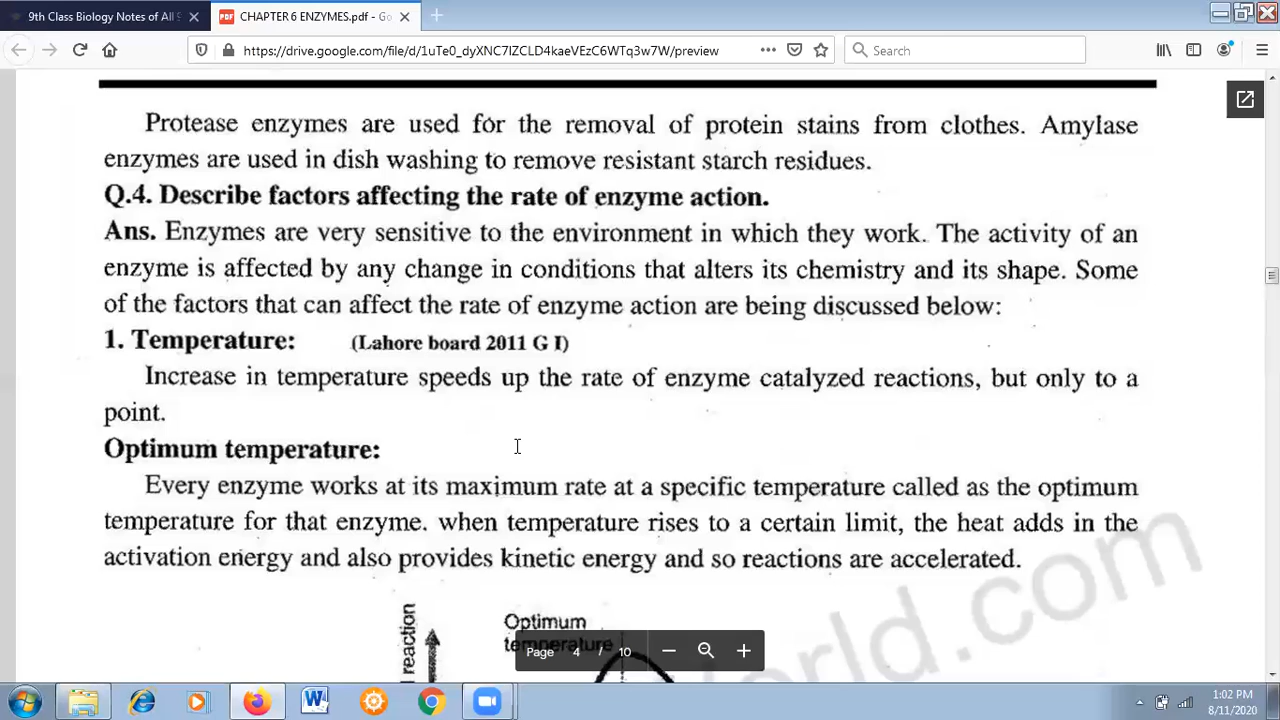 9th Class Biology Notes of All 9
CHAPTER 6 ENZYMES.pdf - Go
https://drive.google.com/file/d/1uTe0_dyXNC7lZCLD4kaeVEzC6WTq3w7W/preview
Search
Protease enzymes are used for the removal of protein stains from clothes. Amylase
enzymes are used in dish washing to remove resistant starch residues.
Q.4. Describe factors affecting the rate of enzyme action.
Ans. Enzymes are very sensitive to the environment in which they work. The activity of an
enzyme is affected by any change in conditions that alters its chemistry and its shape. Some
of the factors that can affect the rate of enzyme action are being discussed below:
1. Temperature: (Lahore board 2011 G I)
Increase in temperature speeds up the rate of enzyme catalyzed reactions, but only to a
point.
Optimum temperature:
Every enzyme works at its maximum rate at a specific temperature called as the optimum
temperature for that enzyme. when temperature rises to a certain limit, the heat adds in the
activation energy and also provides kinetic energy and so reactions are accelerated.
reaction
Optimum
temperature
orld.com
Page 4 / 10
1:02 PM
8/11/2020